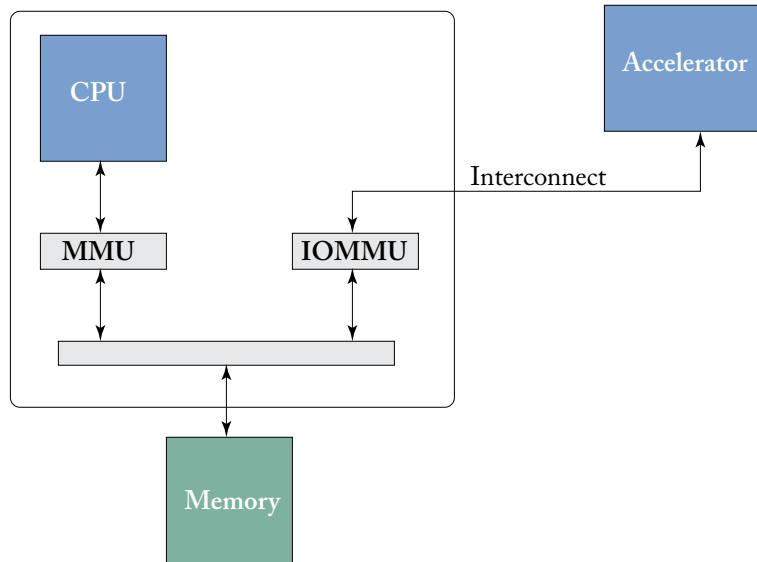 CPU
Accelerator
Interconnect
MMU
IOMMU
Memory